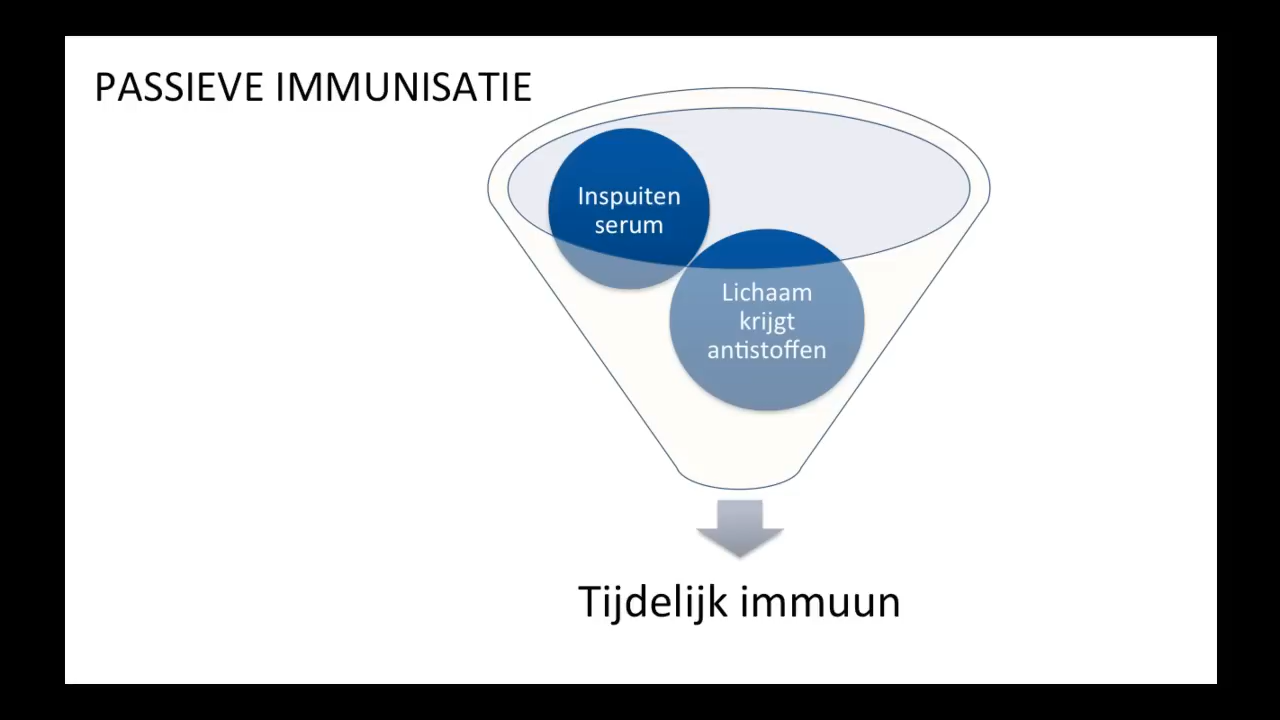 PASSIEVE IMMUNISATIE
Inspuiten
serum
Lichaam
krijgt
antistoffen
Tijdelijk immuun